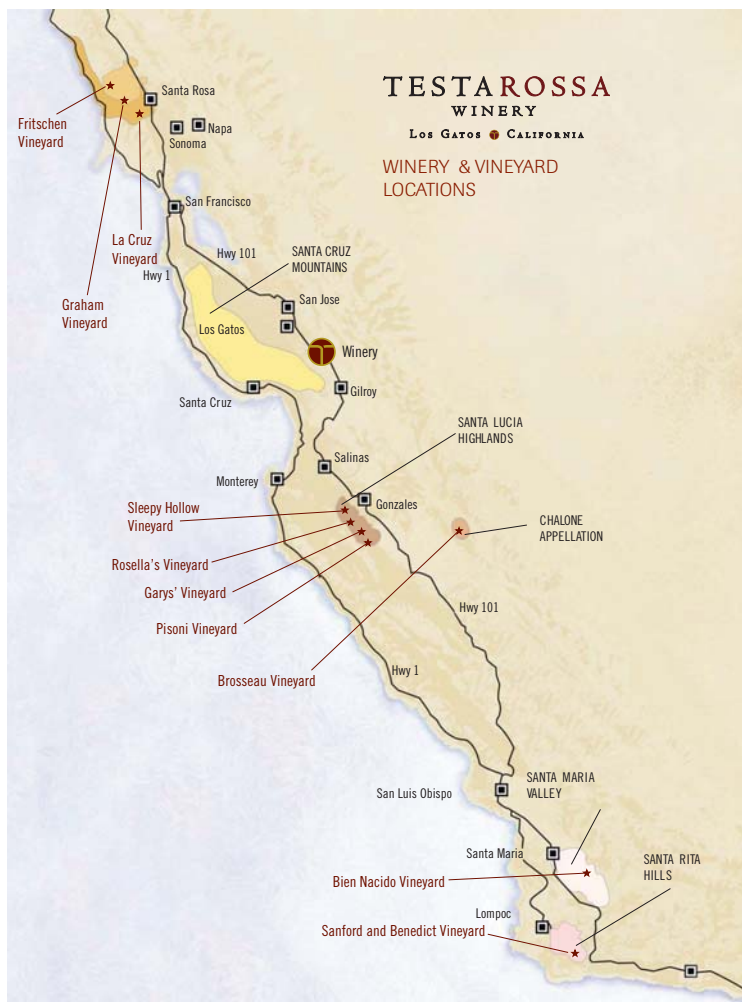 TESTAROSSA
WINERY
LOS GATOS CALIFORNIA
WINERY & VINEYARD
LOCATIONS
Santa Rosa
Fritschen
Vineyard
Napa
Sonoma
San Francisco
La Cruz
Vineyard
Hwy 101
SANTA CRUZ
MOUNTAINS
Hwy 1
Graham
Vineyard
San Jose
Los Gatos
Winery
Gilroy
Santa Cruz
SANTA LUCIA
HIGHLANDS
Salinas
Monterey
Gonzales
Sleepy Hollow
Vineyard
CHALONE
APPELLATION
Rosella's Vineyard
Garys' Vineyard
Hwy 101
Pisoni Vineyard
Hwy 1
Brosseau Vineyard
SANTA MARIA
VALLEY
San Luis Obispo
Santa Maria
SANTA RITA
HILLS
Bien Nacido Vineyard
Lompoc
Sanford and Benedict Vineyard